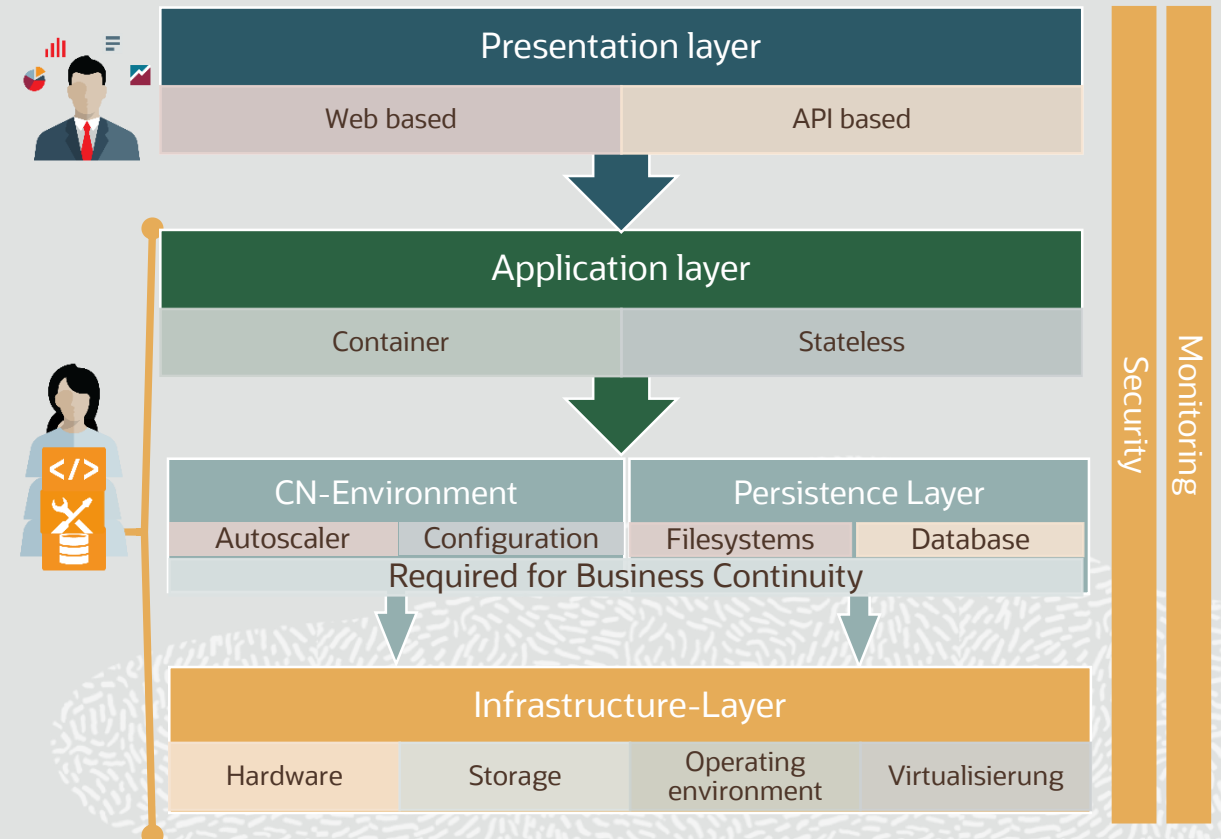 Presentation layer
Web based
API based
Application layer
Container
Stateless
</>
CN-Environment
Persistence Layer
Autoscaler
Configuration
Filesystems
Database
Required for Business Continuity
Infrastructure-Layer
Hardware
Storage
Operating
environment
Virtualisierung
Security
Monitoring